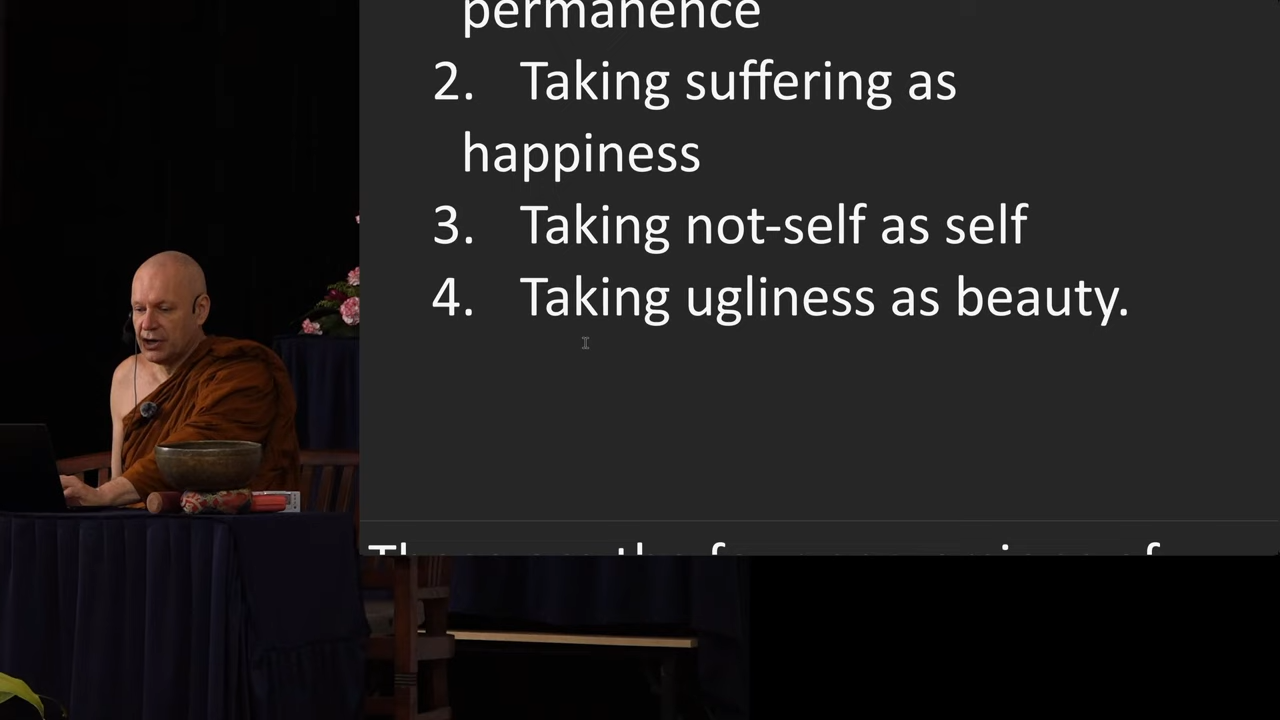 permanence
2. Taking suffering as
happiness
3. Taking not-self as self
4. Taking ugliness as beauty.